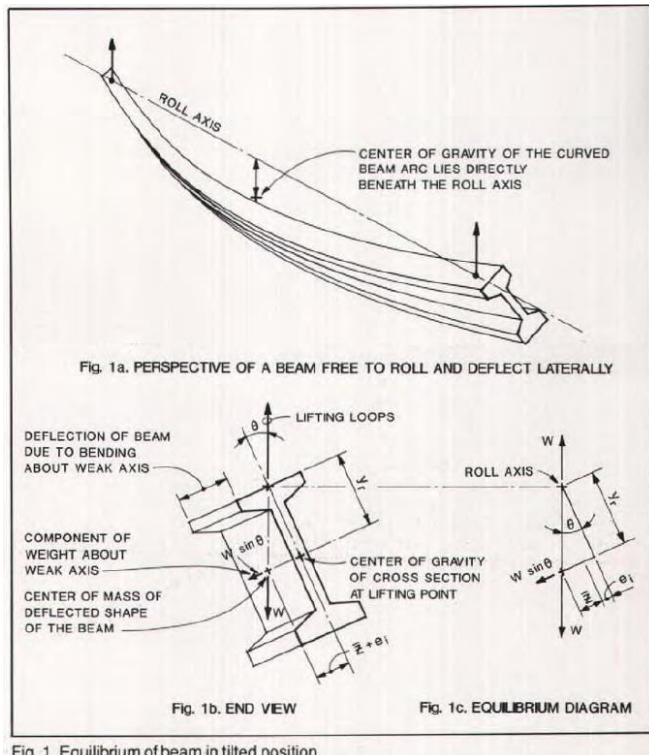 ROLL AXIS
CENTER OF GRAVITY OF THE CURVED
BEAM ARC LIES DIRECTLY
BENEATH THE ROLL AXIS
Fig. 1a. PERSPECTIVE OF A BEAM FREE TO ROLL AND DEFLECT LATERALLY
DEFLECTION OF BEAM
DUE TO BENDING
ABOUT WEAK AXIS
θ
LIFTING LOOPS
yr
COMPONENT OF
WEIGHT ABOUT
WEAK AXIS
W sinθ
CENTER OF MASS OF
DEFLECTED SHAPE
OF THE BEAM
W
CENTER OF GRAVITY
OF CROSS SECTION
AT LIFTING POINT
z̄ + ei
Fig. 1b. END VIEW
W
ROLL AXIS
yr
θ
W sinθ
z̄
ei
W
Fig. 1c. EQUILIBRIUM DIAGRAM
Fig. 1. Equilibrium of beam in tilted position.